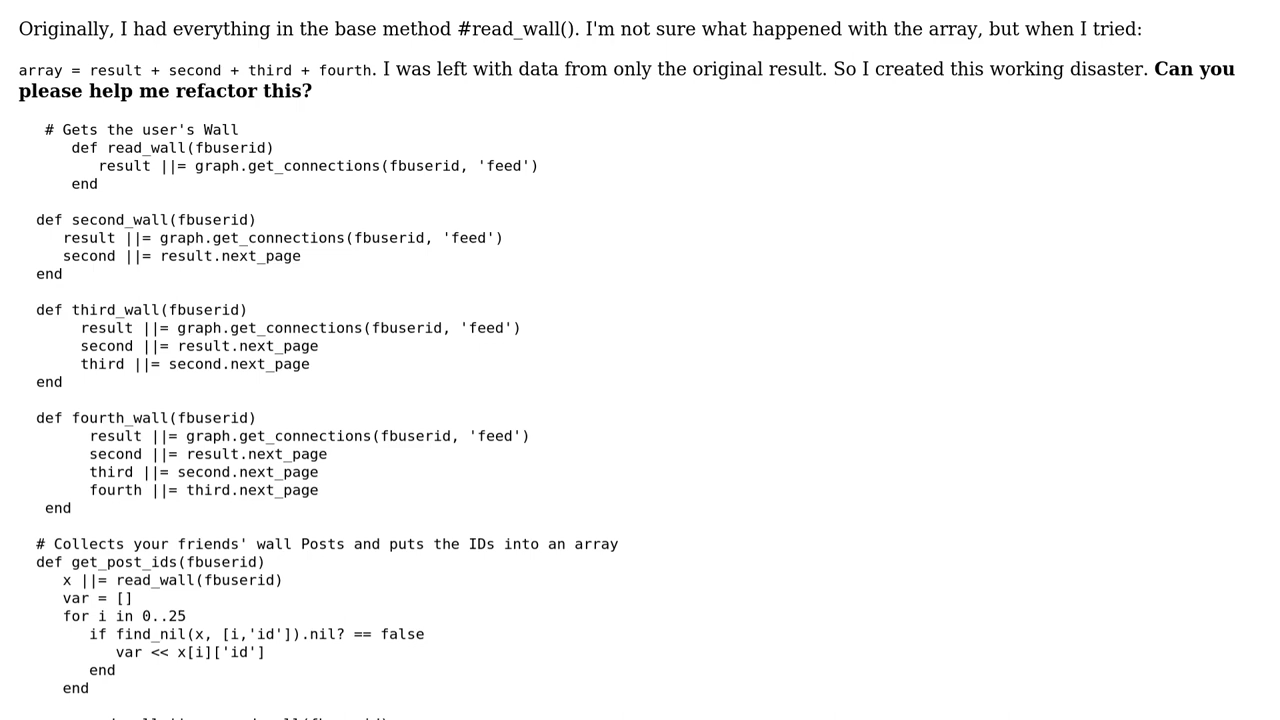 Originally, I had everything in the base method #read_wall(). I'm not sure what happened with the array, but when I tried:
array = result + second + third + fourth. I was left with data from only the original result. So I created this working disaster. Can you
please help me refactor this?
# Gets the user's Wall
def read_wall(fbuserid)
result ||= graph.get_connections(fbuserid, 'feed')
end
def second_wall(fbuserid)
result ||= graph.get_connections(fbuserid, 'feed')
second ||= result.next_page
end
def third_wall(fbuserid)
result ||= graph.get_connections(fbuserid, 'feed')
second ||= result.next_page
third ||= second.next_page
end
def fourth_wall(fbuserid)
result ||= graph.get_connections(fbuserid, 'feed')
second ||= result.next_page
third ||= second.next_page
fourth ||= third.next_page
end
# Collects your friends' wall Posts and puts the IDs into an array
def get_post_ids(fbuserid)
x ||= read_wall(fbuserid)
var = []
for i in 0..25
if find_nil(x, [i,'id']).nil? == false
var << x[i]['id']
end
end